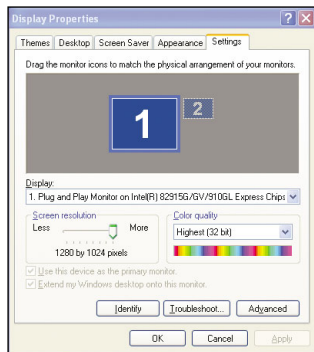 Display Properties
Themes Desktop Screen Saver Appearance Settings
Drag the monitor icons to match the physical arrangement of your monitors.
1 2
Display:
1. Plug and Play Monitor on Intel(R) 82915G/GV/910GL Express Chips
Screen resolution
Less More
1280 by 1024 pixels
Color quality
Highest (32 bit)
Use this device as the primary monitor.
Extend my Windows desktop onto this monitor.
Identify Troubleshoot... Advanced
OK Cancel Apply